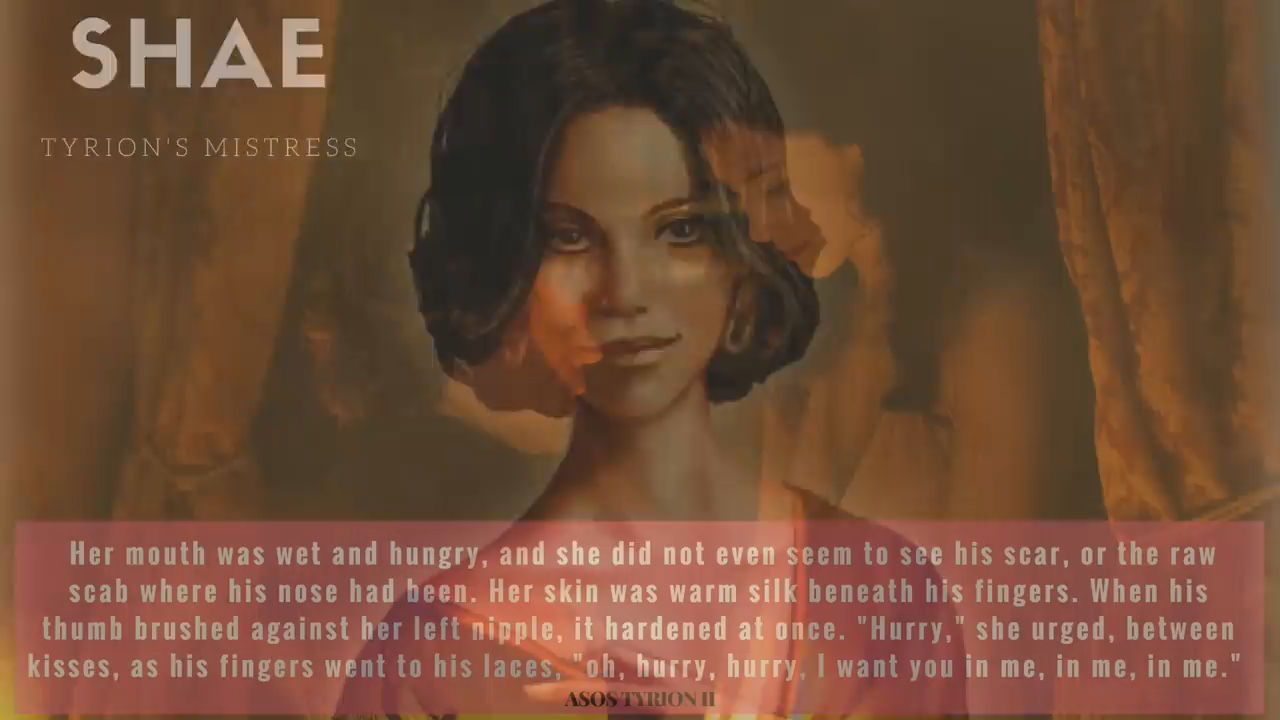 SHAE
TYRION'S MISTRESS
Her mouth was wet and hungry, and she did not even seem to see his scar, or the raw
scab where his nose had been. Her skin was warm silk beneath his fingers. When his
thumb brushed against her left nipple, it hardened at once. "Hurry," she urged, between
kisses, as his fingers went to his laces, "oh, hurry, hurry, I want you in me, in me, in me."
ASOS TYRION II